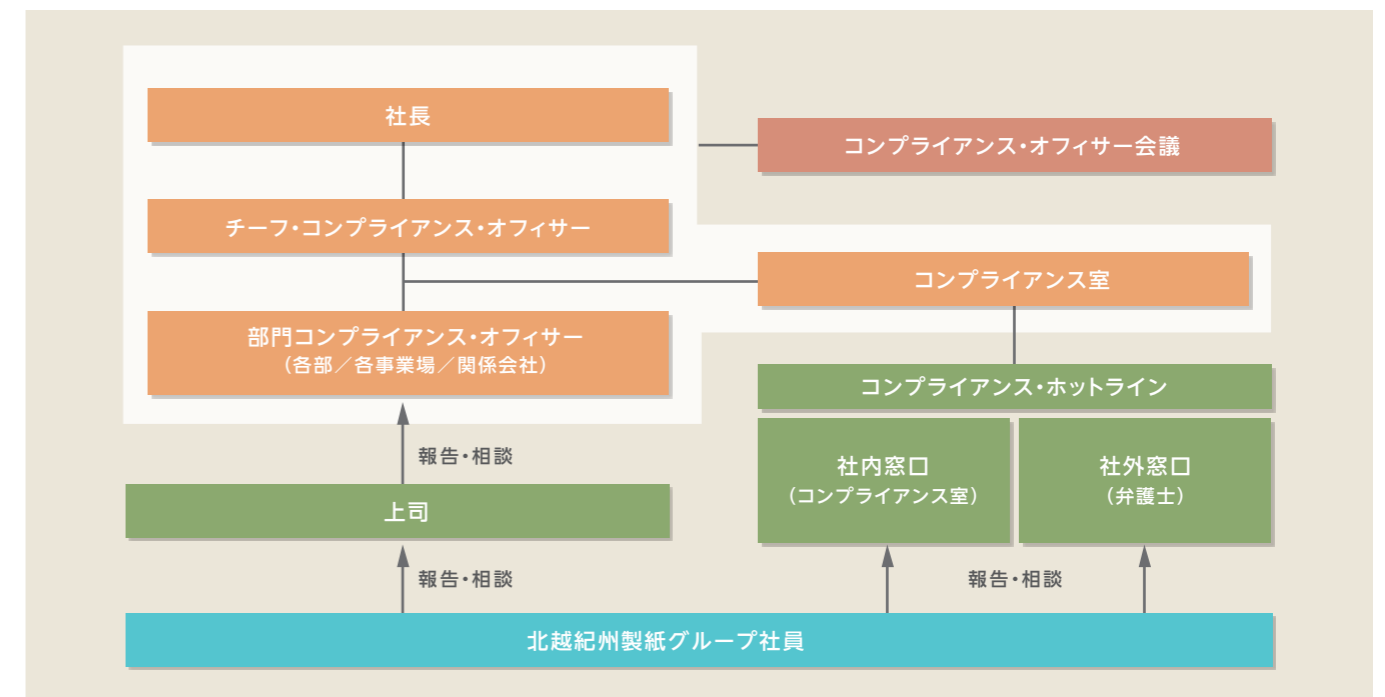 社長
コンプライアンス・オフィサー会議
チーフ・コンプライアンス・オフィサー
コンプライアンス室
部門コンプライアンス・オフィサー
（各部／各事業場／関係会社）
コンプライアンス・ホットライン
報告・相談
社内窓口
（コンプライアンス室）
社外窓口
（弁護士）
上司
報告・相談
報告・相談
北越紀州製紙グループ社員